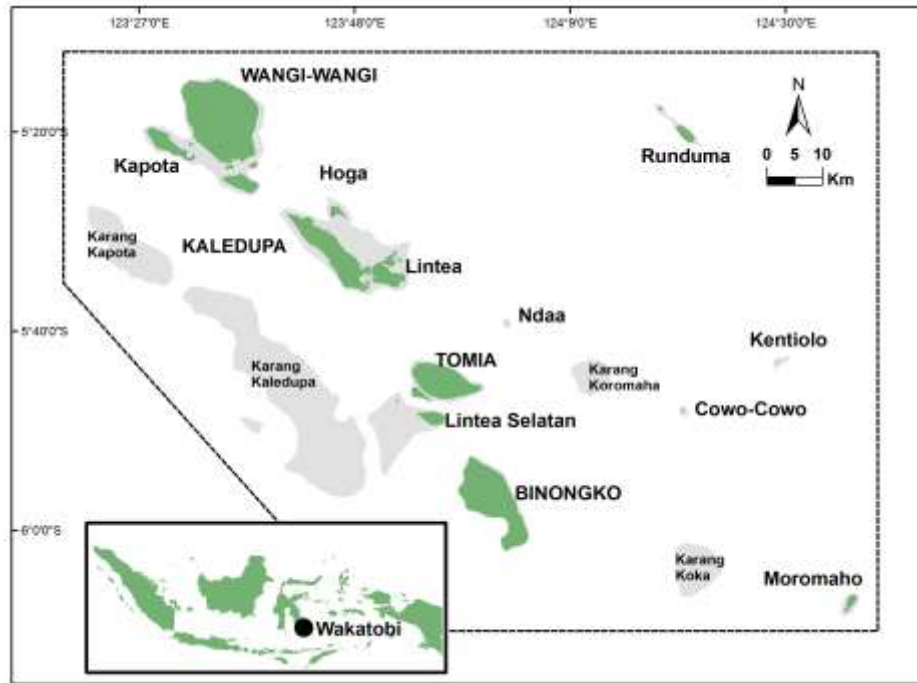 123°27'0"E
123°48'0"E
124°9'0"E
124°30'0"E
WANGI-WANGI
N
5°20'0"S
Kapota
Hoga
Runduma
0 5 10
Km
Karang
Kapota
KALEDUPA
Lintea
Ndaa
5°40'0"S
Kentiolo
TOMIA
Karang
Kaledupa
Karang
Koromaha
Cowo-Cowo
Lintea Selatan
BINONGKO
6°0'0"S
Karang
Koka
Moromaho
Wakatobi